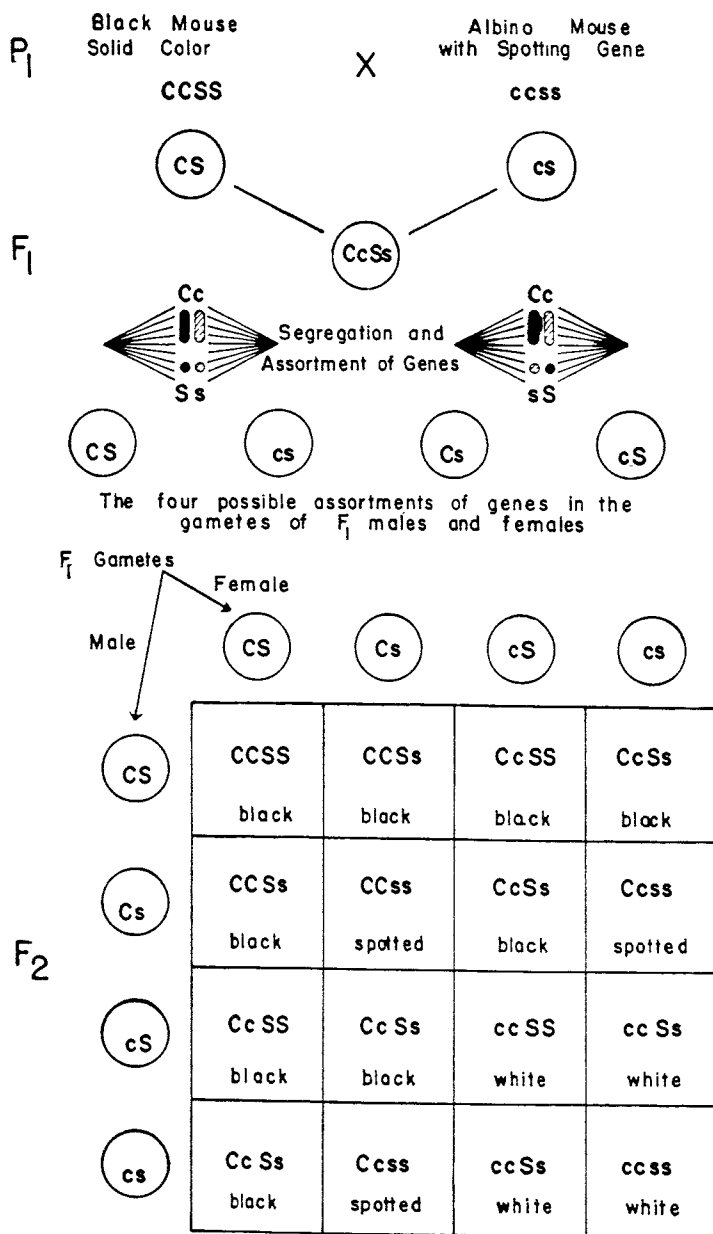 P1
Black Mouse
Solid Color
CCSS
X
Albino Mouse
with Spotting Gene
ccss
CS
cs
F1
CcSs
Cc
Ss
Segregation and
Assortment of Genes
Cc
sS
CS
cs
Cs
cS
The four possible assortments of genes in the
gametes of F1 males and females
F1 Gametes
Female
Male
CS Cs cS cs
CS
CCSS CCSs CcSS CcSs
black black black black
F2
Cs
CCSs CCss CcSs Ccss
black spotted black spotted
cS
CcSS CcSs ccSS ccSs
black black white white
cs
CcSs Ccss ccSs ccss
black spotted white white